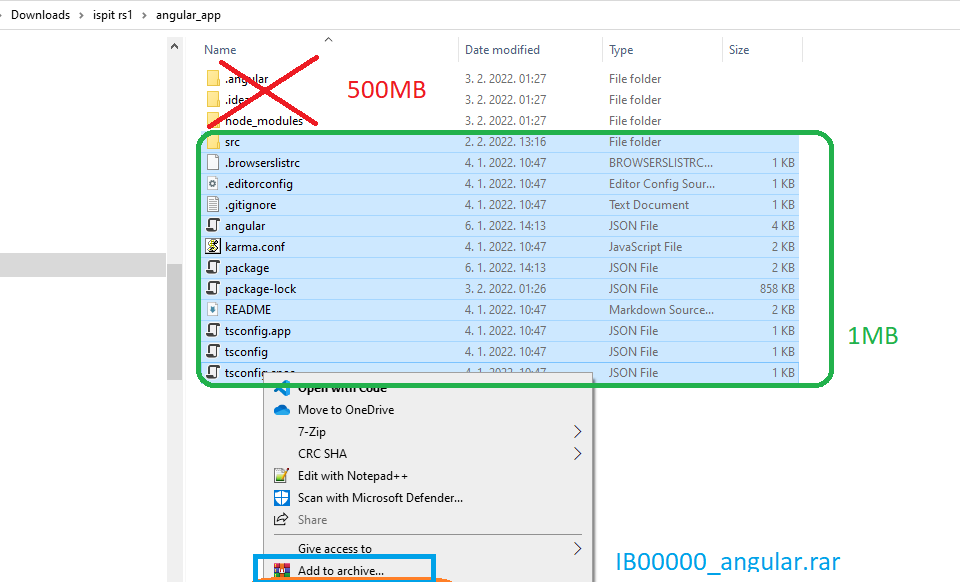 Downloads > ispit rs1 > angular_app
Name Date modified Type Size
.angular 3. 2. 2022. 01:27 File folder
.idea 3. 2. 2022. 01:27 File folder
node_modules 3. 2. 2022. 01:27 File folder
500MB
src 2. 2. 2022. 13:16 File folder
.browserslistrc 4. 1. 2022. 10:47 BROWSERSLISTRC... 1 KB
.editorconfig 4. 1. 2022. 10:47 Editor Config Sour... 1 KB
.gitignore 4. 1. 2022. 10:47 Text Document 1 KB
angular 6. 1. 2022. 14:13 JSON File 4 KB
karma.conf 4. 1. 2022. 10:47 JavaScript File 2 KB
package 6. 1. 2022. 14:13 JSON File 2 KB
package-lock 3. 2. 2022. 01:26 JSON File 858 KB
README 4. 1. 2022. 10:47 Markdown Source... 2 KB
tsconfig.app 4. 1. 2022. 10:47 JSON File 1 KB
1MB
tsconfig 4. 1. 2022. 10:47 JSON File 1 KB
tsconfig.spec 4. 1. 2022. 10:47 JSON File 1 KB
Open with Code
Move to OneDrive
7-Zip
CRC SHA
Edit with Notepad++
Scan with Microsoft Defender...
Share
Give access to
Add to archive...
IB00000_angular.rar